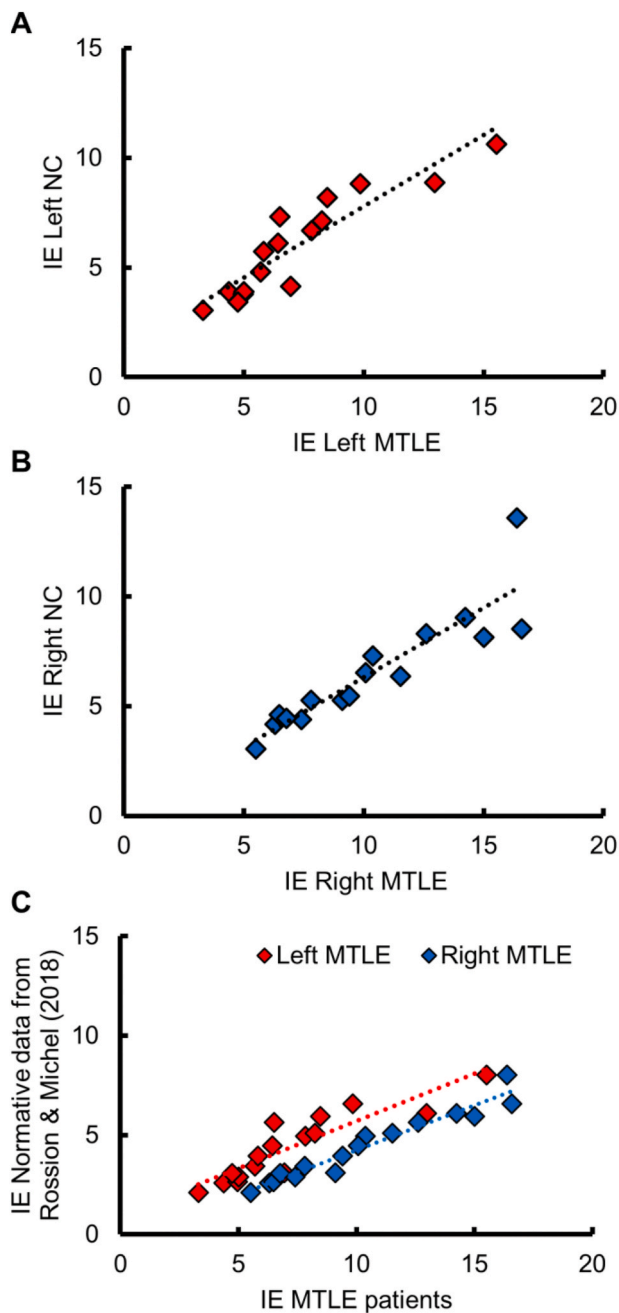 A
15
10
5
0
IE Left NC
0 5 10 15 20
IE Left MTLE
B
15
10
5
0
IE Right NC
0 5 10 15 20
IE Right MTLE
C
15
10
5
0
IE Normative data from
Rossion & Michel (2018)
Left MTLE Right MTLE
0 5 10 15 20
IE MTLE patients